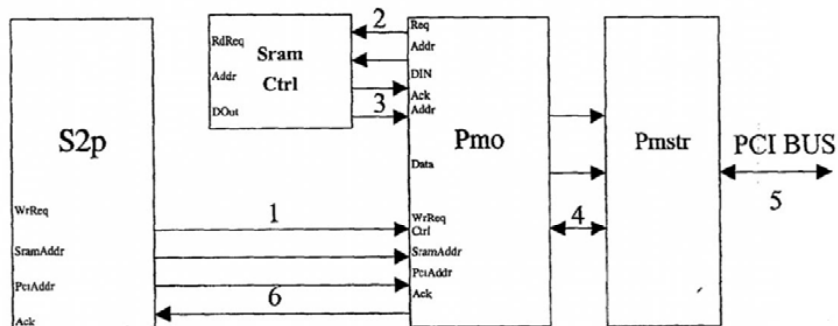 2
Req
RdReq
Addr
Sram
Ctrl
Addr
DIN
Ack
DOut
3
Addr
S2p
Pmo
Pmstr
PCI BUS
Data
5
WrReq
1
WrReq
4
Ctrl
SramAddr
SramAddr
PciAddr
6
PciAddr
Ack
Ack